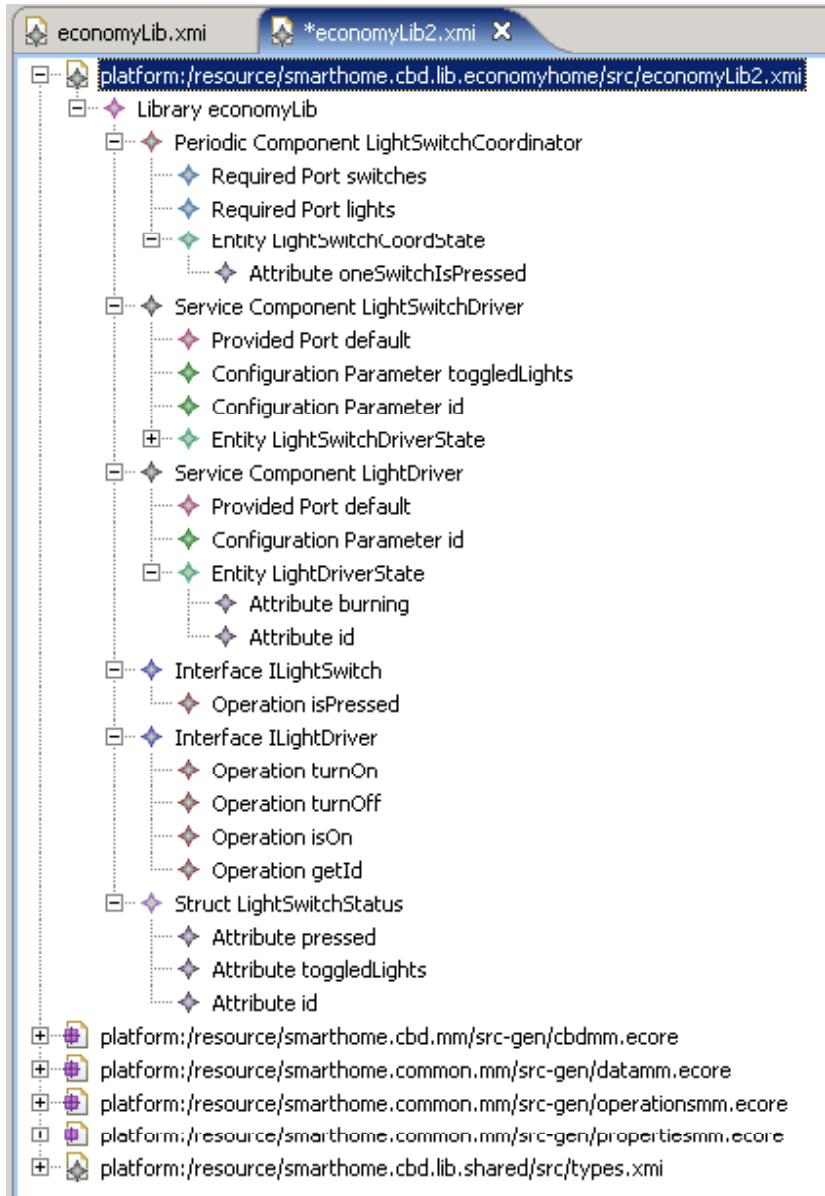 economyLib.xmi
*economyLib2.xmi
platform:/resource/smarthome.cbd.lib.economyhome/src/economyLib2.xmi
Library economyLib
Periodic Component LightSwitchCoordinator
Required Port switches
Required Port lights
Entity LightSwitchCoordState
Attribute oneSwitchIsPressed
Service Component LightSwitchDriver
Provided Port default
Configuration Parameter toggledLights
Configuration Parameter id
Entity LightSwitchDriverState
Service Component LightDriver
Provided Port default
Configuration Parameter id
Entity LightDriverState
Attribute burning
Attribute id
Interface ILightSwitch
Operation isPressed
Interface ILightDriver
Operation turnOn
Operation turnOff
Operation isOn
Operation getId
Struct LightSwitchStatus
Attribute pressed
Attribute toggledLights
Attribute id
platform:/resource/smarthome.cbd.mm/src-gen/cbdmm.ecore
platform:/resource/smarthome.common.mm/src-gen/datamm.ecore
platform:/resource/smarthome.common.mm/src-gen/operationsmm.ecore
platform:/resource/smarthome.common.mm/src-gen/propertiesmm.ecore
platform:/resource/smarthome.cbd.lib.shared/src/types.xmi